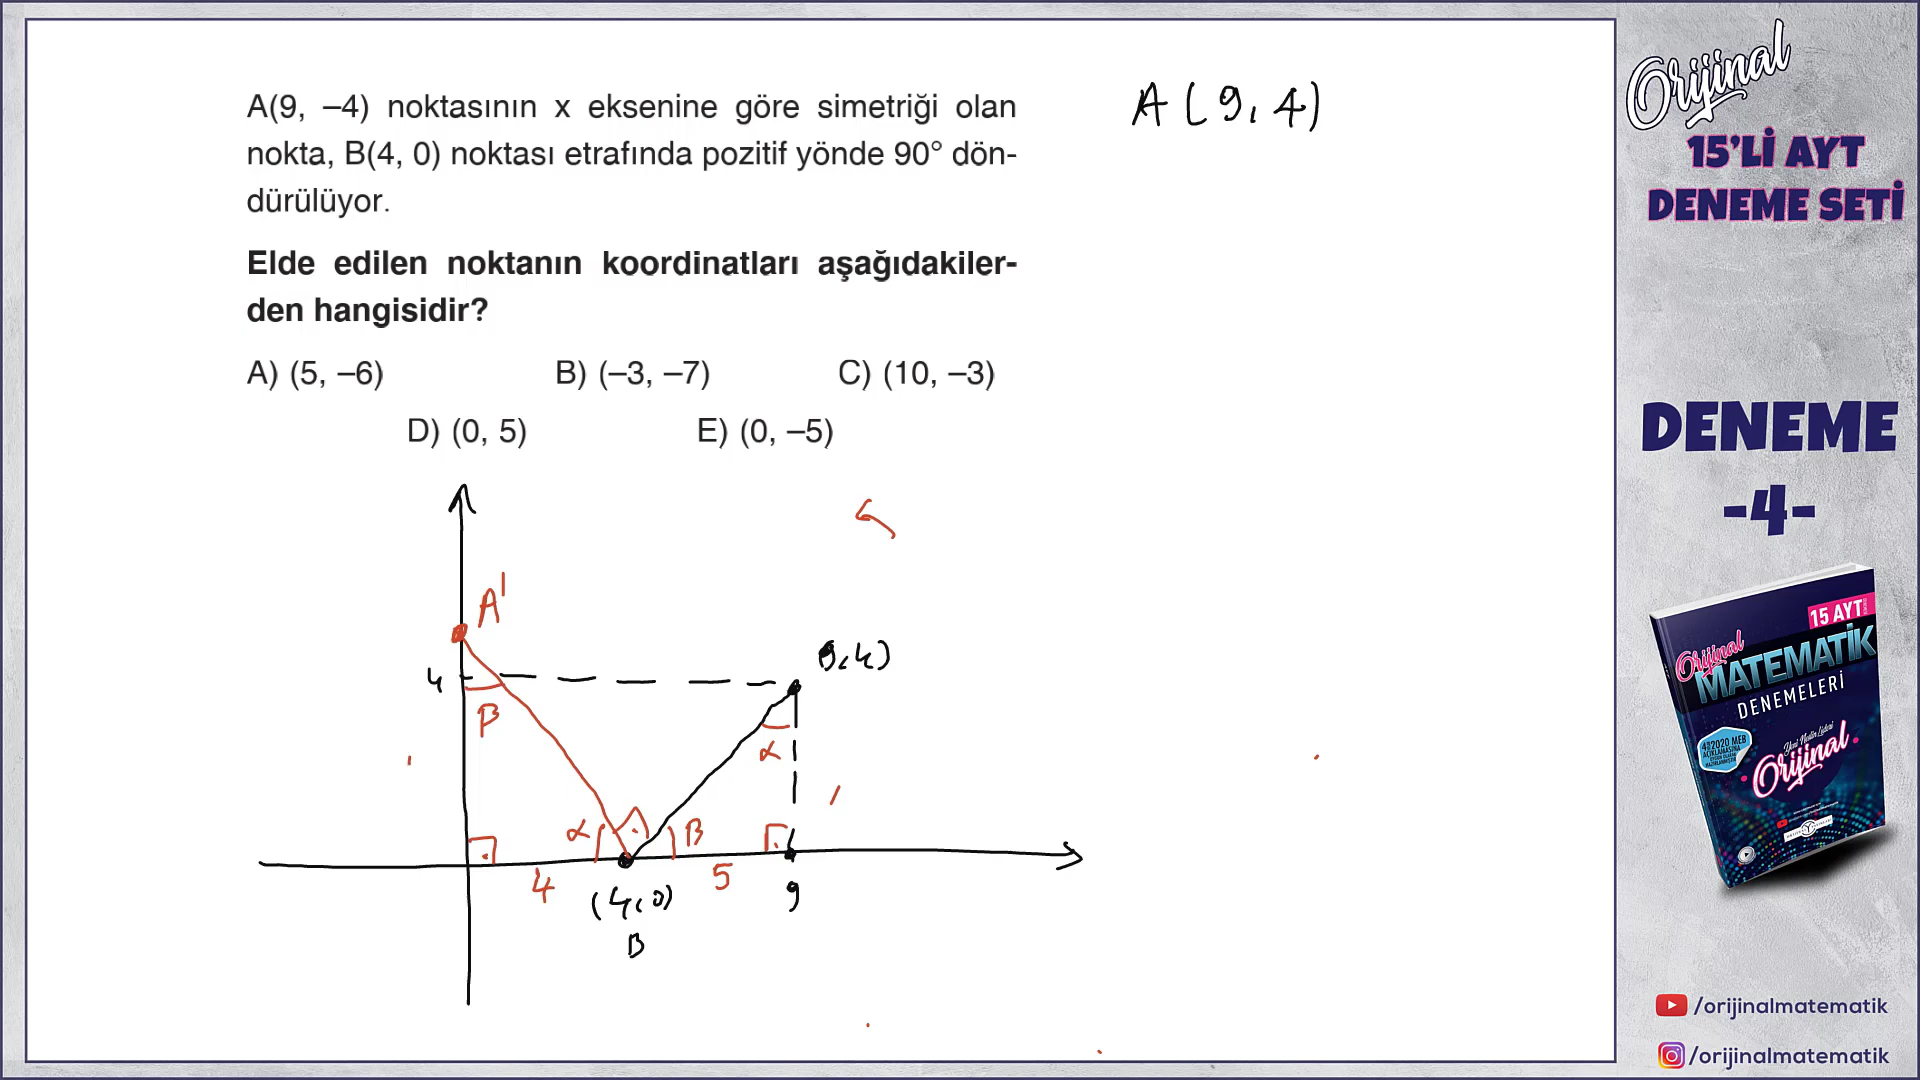 A(9, –4) noktasının x eksenine göre simetriği olan
nokta, B(4, 0) noktası etrafında pozitif yönde 90° dön-
dürülüyor.
Elde edilen noktanın koordinatları aşağıdakiler-
den hangisidir?
A) (5, –6) B) (–3, –7) C) (10, –3)
D) (0, 5) E) (0, –5)
A(9, 4)
A'
4
9,4)
β
α
α
β
4
5
(4,0)
9
B
Orijinal
15'Lİ AYT
DENEME SETİ
DENEME
-4-
15 AYT
Orijinal
MATEMATİK
DENEMELERİ
Orijinal
/orijinalmatematik
/orijinalmatematik